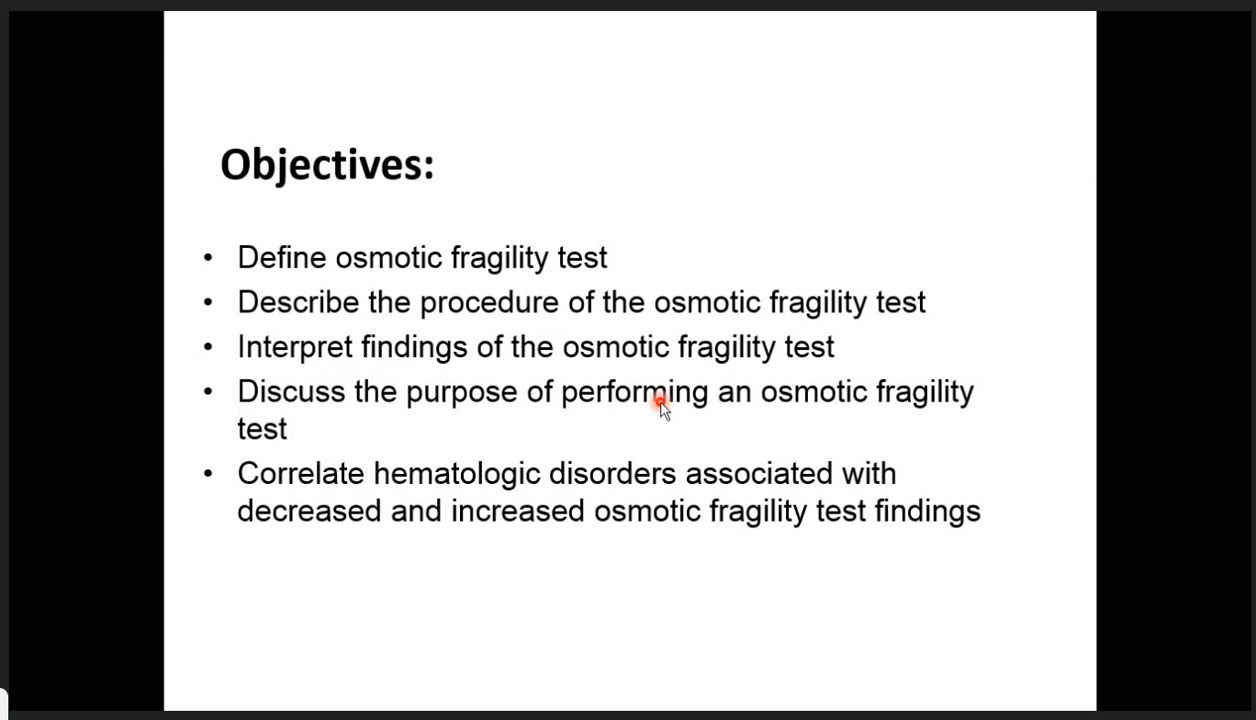 Objectives:
• Define osmotic fragility test
• Describe the procedure of the osmotic fragility test
• Interpret findings of the osmotic fragility test
• Discuss the purpose of performing an osmotic fragility
test
• Correlate hematologic disorders associated with
decreased and increased osmotic fragility test findings